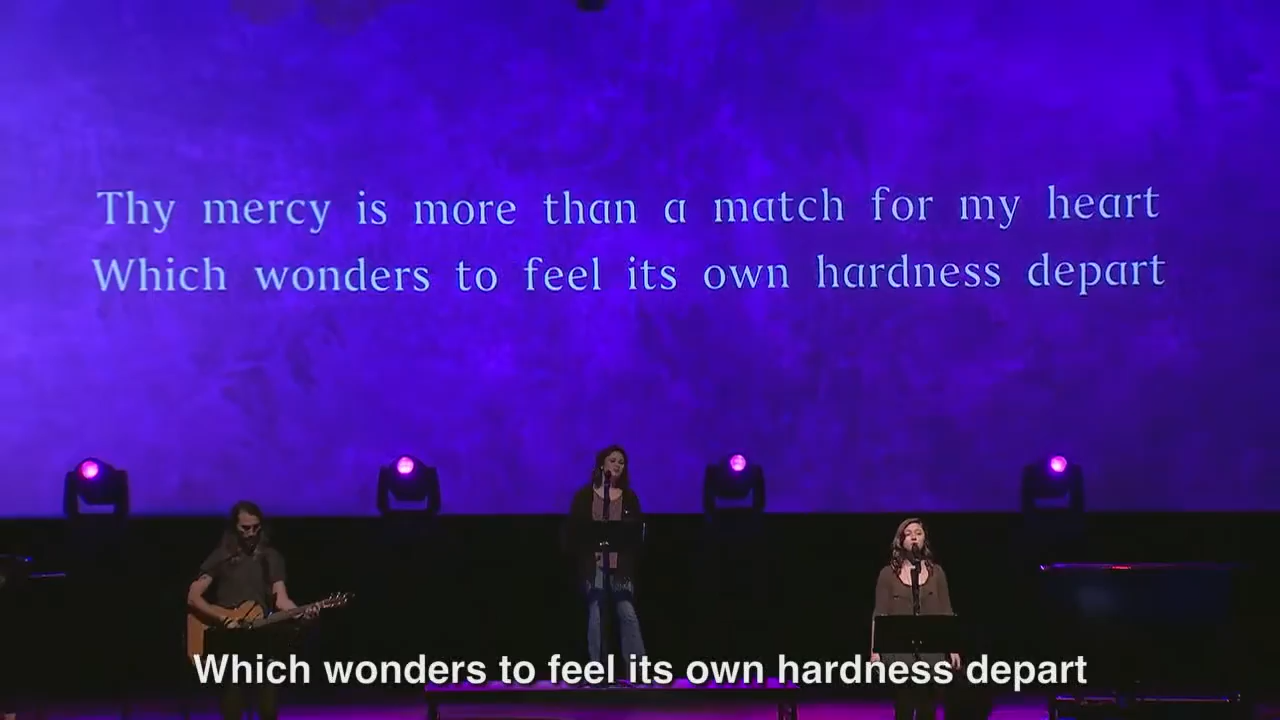 Thy mercy is more than a match for my heart
Which wonders to feel its own hardness depart
Which wonders to feel its own hardness depart